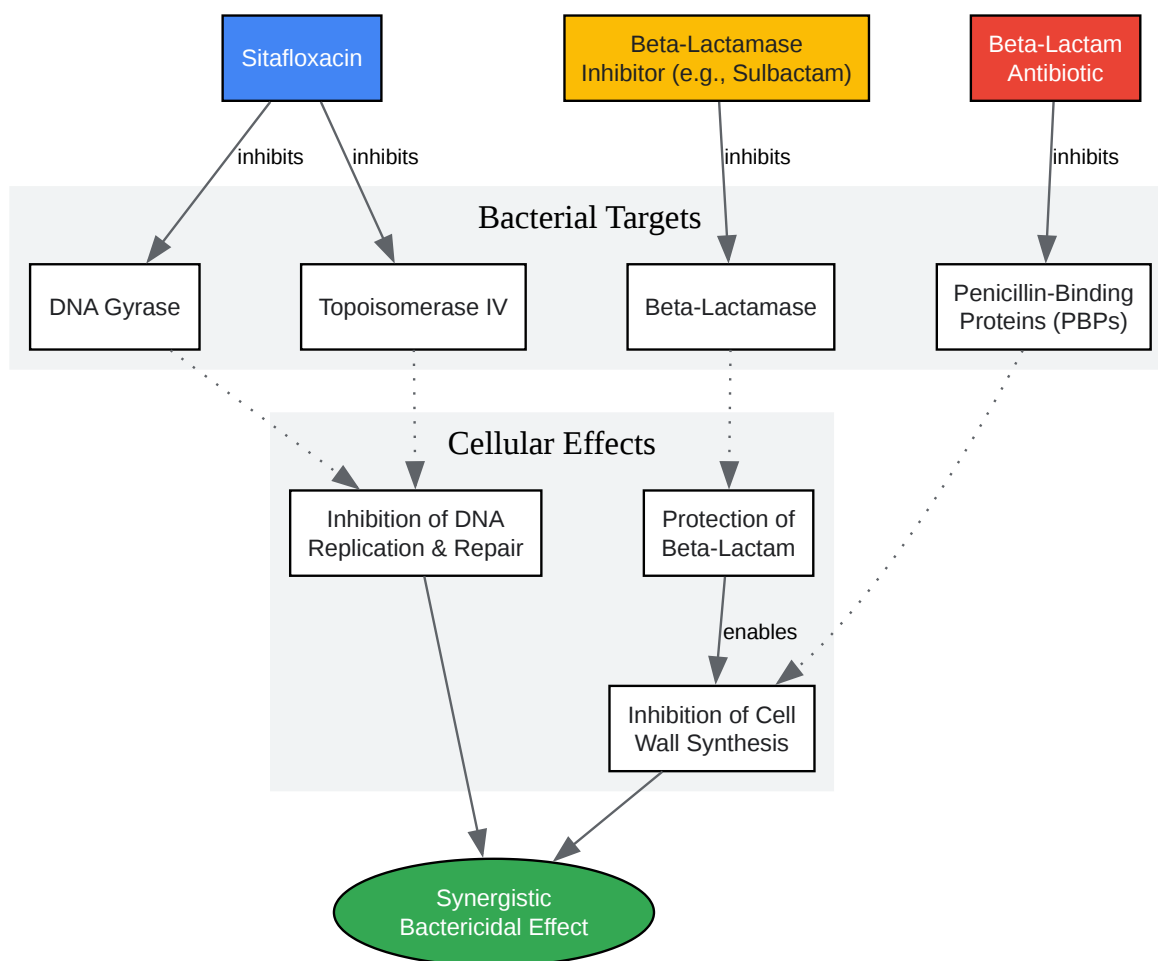 Sitafloxacin
Beta-Lactamase
Inhibitor (e.g., Sulbactam)
Beta-Lactam
Antibiotic
inhibits
inhibits
inhibits
inhibits
Bacterial Targets
DNA Gyrase
Topoisomerase IV
Beta-Lactamase
Penicillin-Binding
Proteins (PBPs)
Cellular Effects
Inhibition of DNA
Replication & Repair
Protection of
Beta-Lactam
enables
Inhibition of Cell
Wall Synthesis
Synergistic
Bactericidal Effect